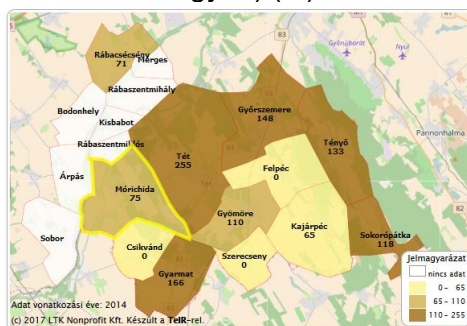 Rábacsécsény
71
Mérges
83
Győrújbarát
Nyúl
Rábaszentmihály
Bodonhely
Kisbabot
Győrszemere
148
Pannonhalma
Rábaszentmiklós
Tét
255
Tényő
133
Árpás
Felpéc
0
Mórichida
75
Gyömöre
110
Kajárpéc
65
82
Sobor
Csikvánd
0
Szerecseny
0
Sokorópátka
118
Gyarmat
166
83
Jelmagyarázat
nincs adat
0 - 65
65 - 110
110 - 255
Adat vonatkozási éve: 2014
(c) 2017 LTK Nonprofit Kft. Készült a TeIR-rel.